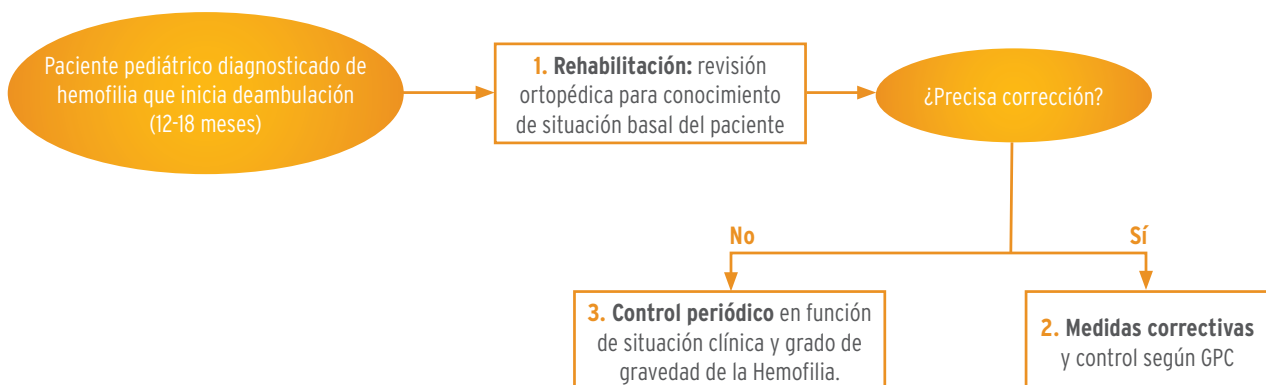 Paciente pediátrico diagnosticado de
hemofilia que inicia deambulación
(12-18 meses)
1. Rehabilitación: revisión
ortopédica para conocimiento
de situación basal del paciente
¿Precisa corrección?
No
Sí
3. Control periódico en función
de situación clínica y grado de
gravedad de la Hemofilia.
2. Medidas correctivas
y control según GPC